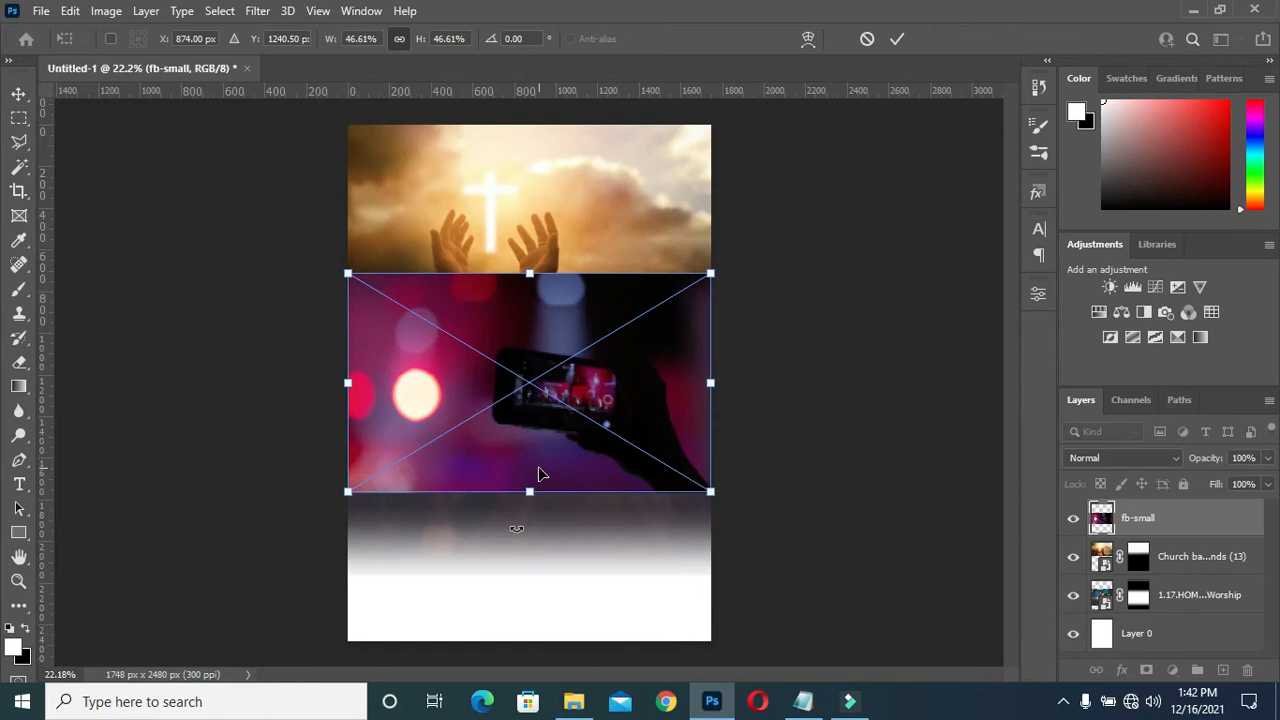 Ps File Edit Image Layer Type Select Filter 3D View Window Help
X: 874.00 px Y: 1240.50 px W: 46.61% H: 46.61% 0.00 ° Anti-alias
Untitled-1 @ 22.2% (fb-small, RGB/8) * ×
1400 1200 1000 800 600 400 200 0 200 400 600 800 1000 1200 1400 1600 1800 2000 2200 2400 2600 2800 3000
Color Swatches Gradients Patterns
Adjustments Libraries
Add an adjustment
Layers Channels Paths
Kind
Normal Opacity: 100%
Lock: Fill: 100%
fb-small
Church ba...nds (13)
1.17.HOM...Worship
Layer 0
22.18% 1748 px x 2480 px (300 ppi)
Type here to search
1:42 PM
12/16/2021